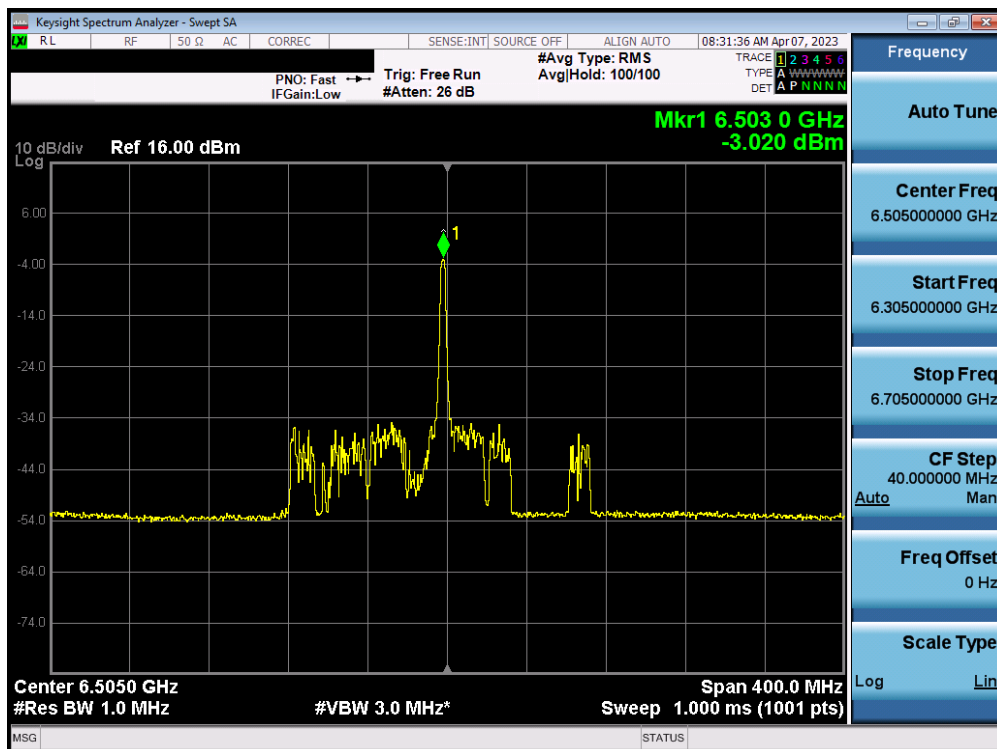 Keysight Spectrum Analyzer - Swept SA
LXI RL RF 50 Ω AC CORREC SENSE:INT SOURCE OFF ALIGN AUTO 08:31:36 AM Apr 07, 2023
Frequency
PNO: Fast
IFGain:Low
Trig: Free Run
#Atten: 26 dB
#Avg Type: RMS
Avg|Hold: 100/100
TRACE 1 2 3 4 5 6
TYPE A WWWWW
DET A P N N N N
Mkr1 6.503 0 GHz
-3.020 dBm
10 dB/div Ref 16.00 dBm
Log
1
6.00
-4.00
-14.0
-24.0
-34.0
-44.0
-54.0
-64.0
-74.0
Center 6.5050 GHz Span 400.0 MHz
#Res BW 1.0 MHz #VBW 3.0 MHz* Sweep 1.000 ms (1001 pts)
MSG STATUS
Auto Tune
Center Freq
6.505000000 GHz
Start Freq
6.305000000 GHz
Stop Freq
6.705000000 GHz
CF Step
40.000000 MHz
Auto Man
Freq Offset
0 Hz
Scale Type
Log Lin